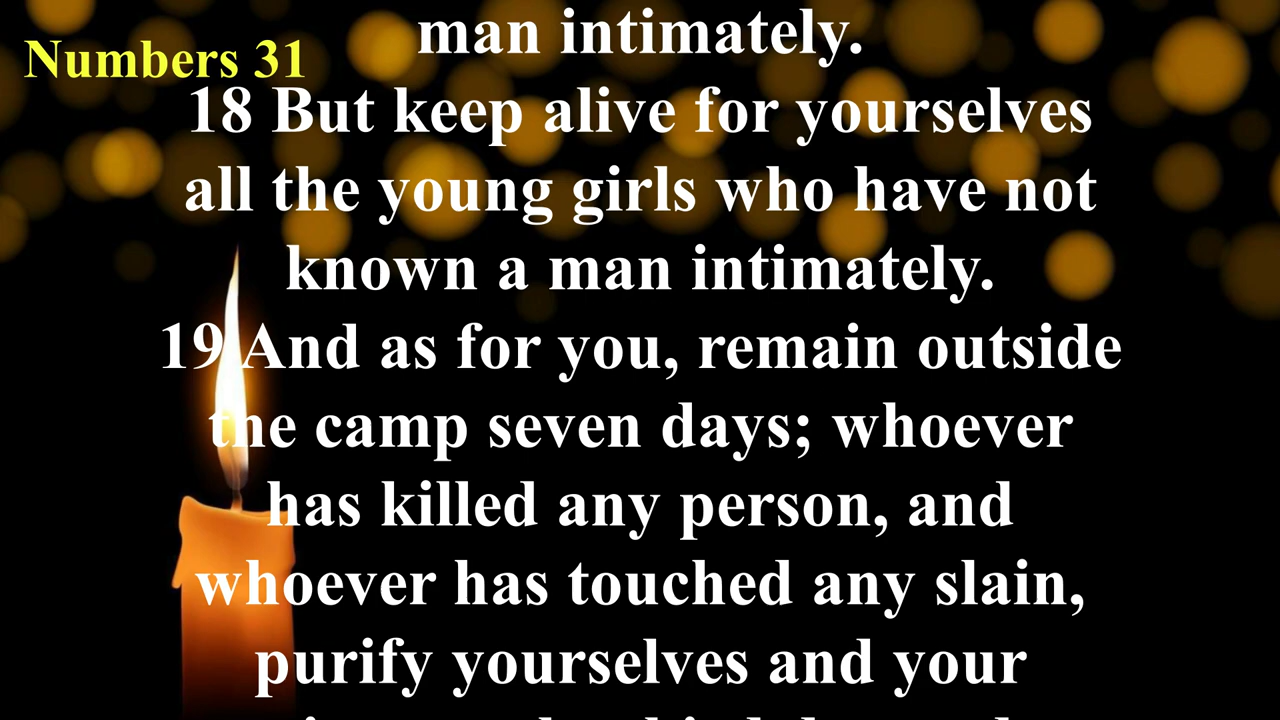 man intimately.
Numbers 31
18 But keep alive for yourselves
all the young girls who have not
known a man intimately.
19 And as for you, remain outside
the camp seven days; whoever
has killed any person, and
whoever has touched any slain,
purify yourselves and your